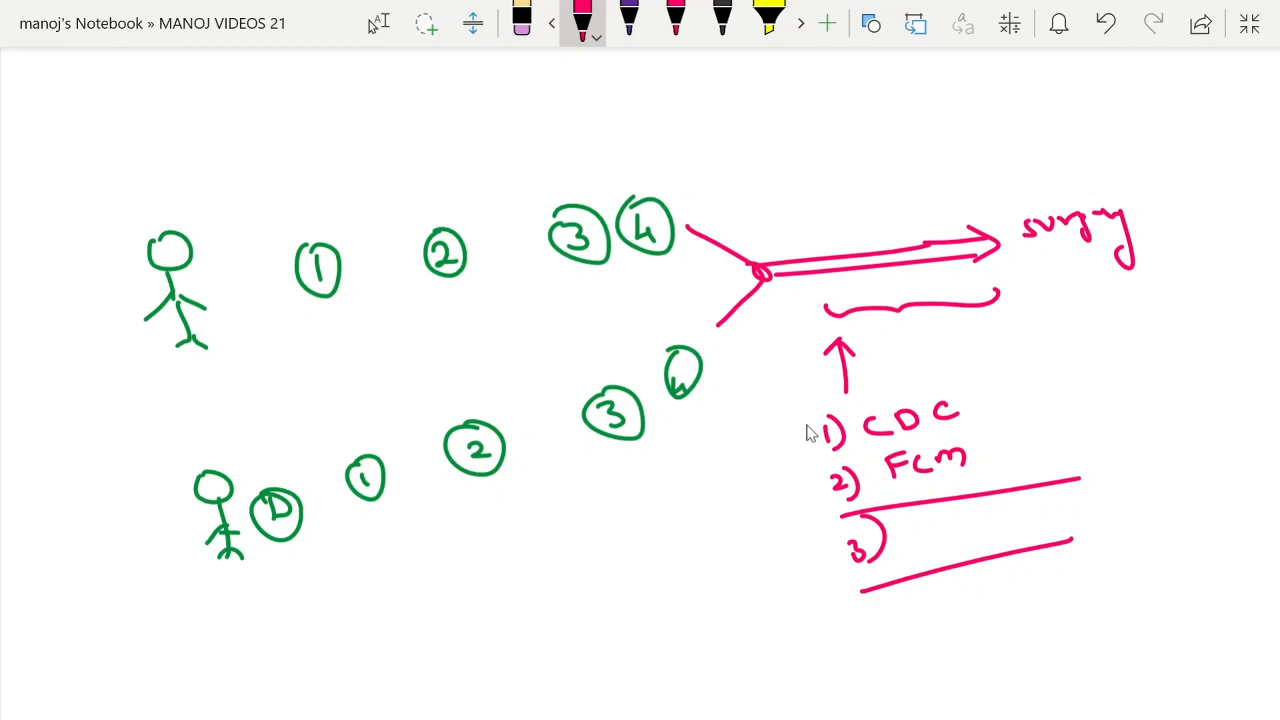 manoj's Notebook » MANOJ VIDEOS 21
1 2 3 4
surgery
1) CDC
2) FCM
3)
D 1 2 3 4